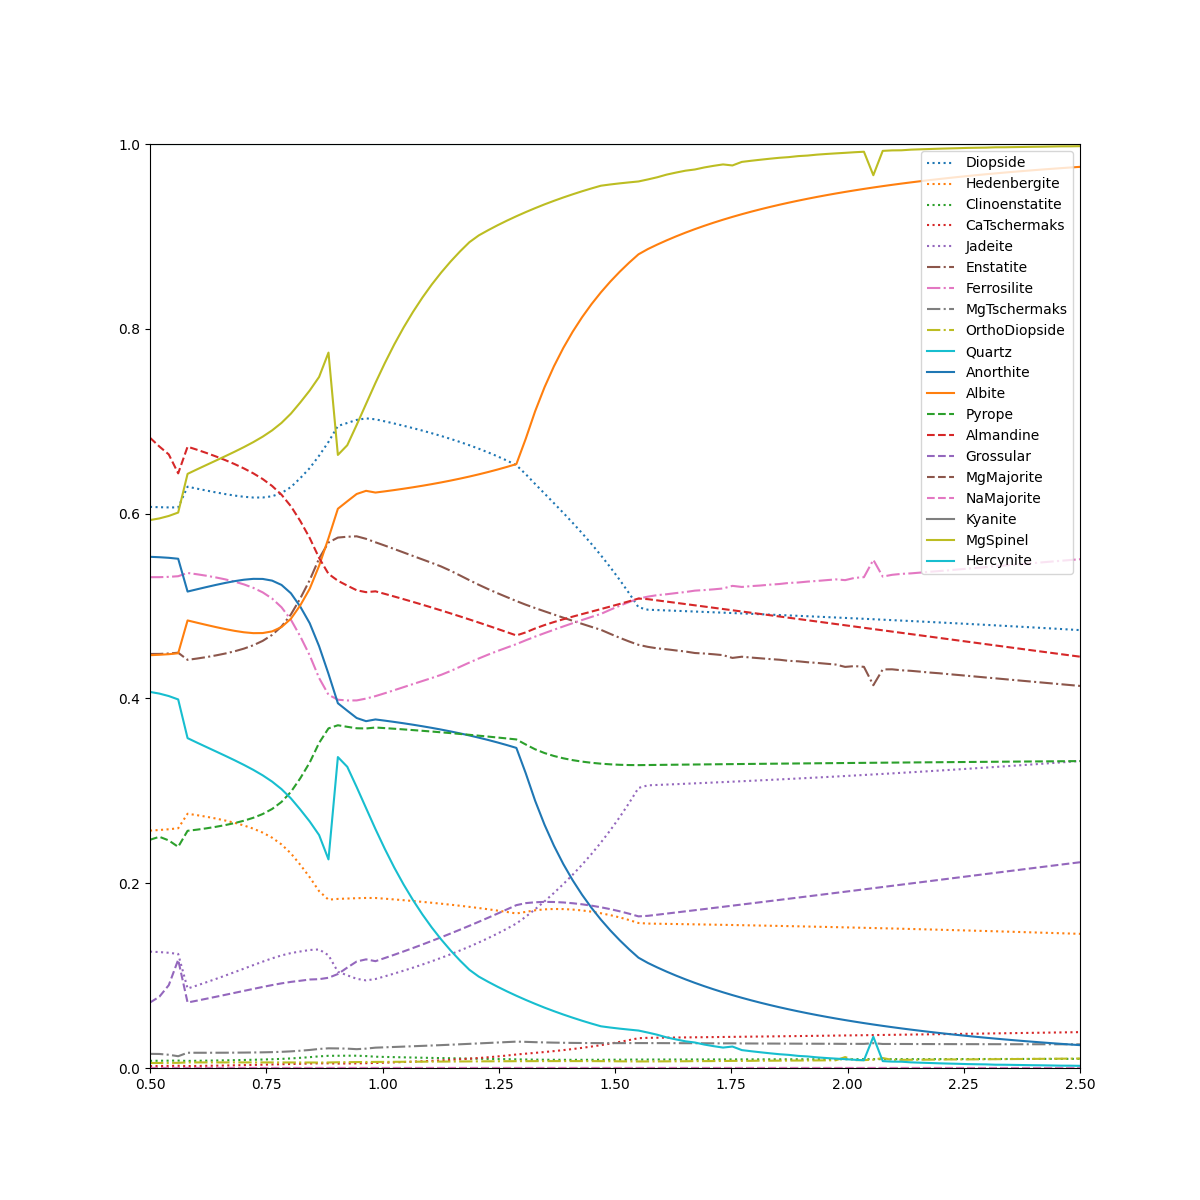 1.0
0.8
0.6
0.4
0.2
0.0
0.50 0.75 1.00 1.25 1.50 1.75 2.00 2.25 2.50
Diopside
Hedenbergite
Clinoenstatite
CaTschermaks
Jadeite
Enstatite
Ferrosilite
MgTschermaks
OrthoDiopside
Quartz
Anorthite
Albite
Pyrope
Almandine
Grossular
MgMajorite
NaMajorite
Kyanite
MgSpinel
Hercynite